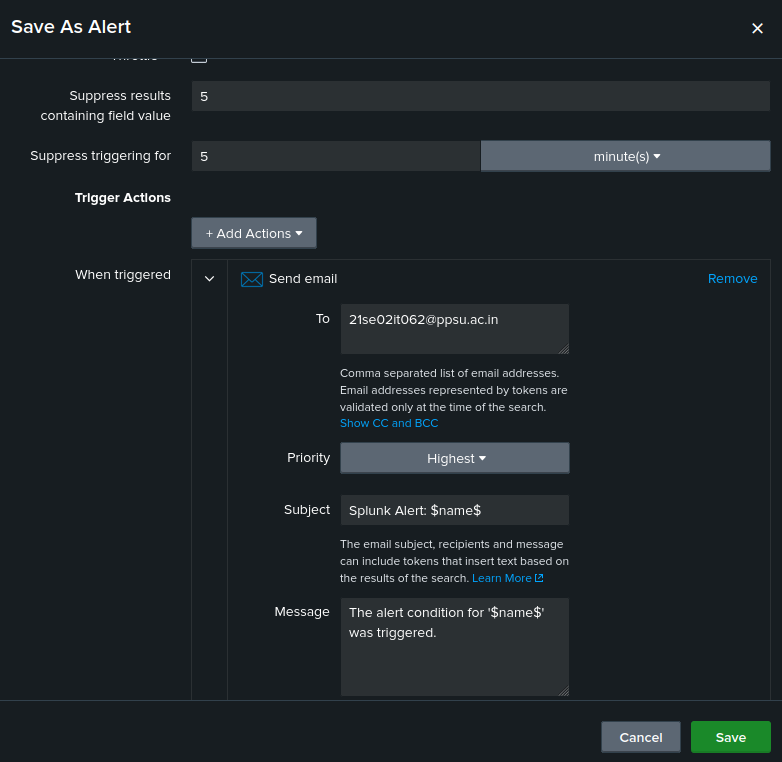 Save As Alert
Throttle
Suppress results
containing field value
5
Suppress triggering for
5
minute(s)
Trigger Actions
+ Add Actions
When triggered
Send email
Remove
To
21se02it062@ppsu.ac.in
Comma separated list of email addresses.
Email addresses represented by tokens are
validated only at the time of the search.
Show CC and BCC
Priority
Highest
Subject
Splunk Alert: $name$
The email subject, recipients and message
can include tokens that insert text based on
the results of the search. Learn More
Message
The alert condition for '$name$'
was triggered.
Cancel
Save